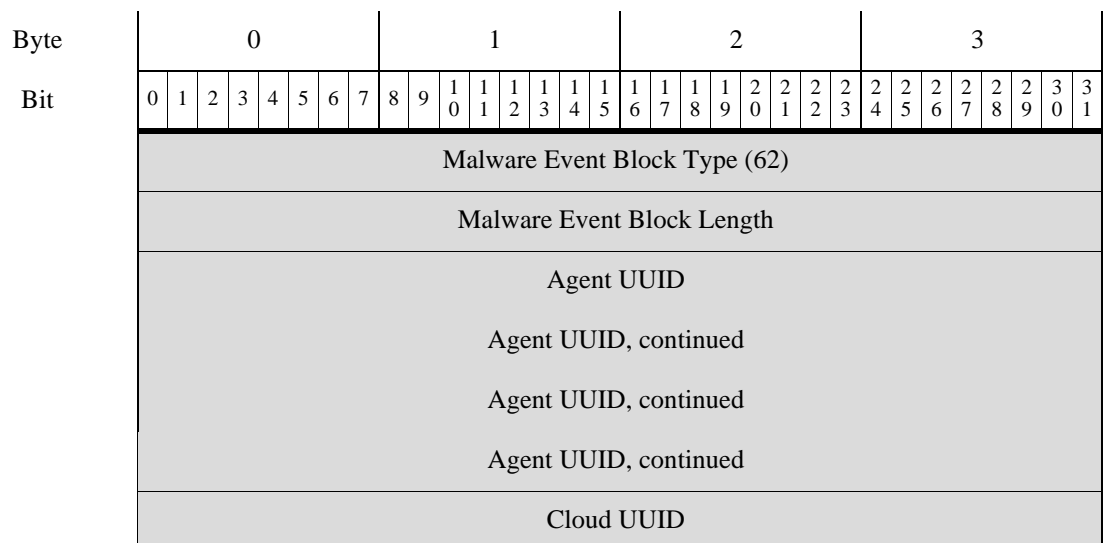 Byte 0 1 2 3
Bit 0 1 2 3 4 5 6 7 8 9 10 11 12 13 14 15 16 17 18 19 20 21 22 23 24 25 26 27 28 29 30 31
Malware Event Block Type (62)
Malware Event Block Length
Agent UUID
Agent UUID, continued
Agent UUID, continued
Agent UUID, continued
Cloud UUID